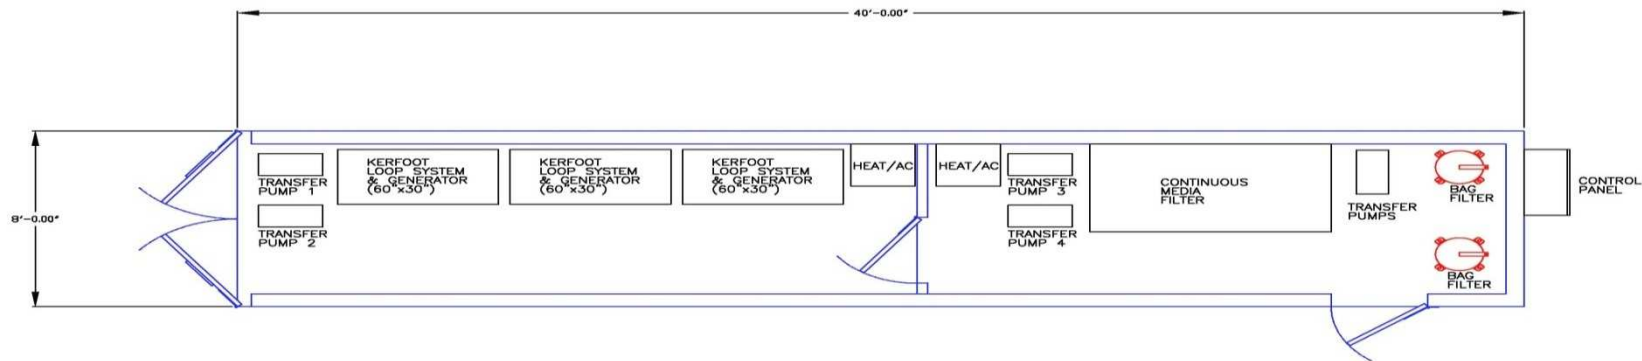 40'-0.00"
8'-0.00"
TRANSFER
PUMP 1
TRANSFER
PUMP 2
KERFOOT
LOOP SYSTEM
& GENERATOR
(60"x30")
KERFOOT
LOOP SYSTEM
& GENERATOR
(60"x30")
KERFOOT
LOOP SYSTEM
& GENERATOR
(60"x30")
HEAT/AC
HEAT/AC
TRANSFER
PUMP 3
TRANSFER
PUMP 4
CONTINUOUS
MEDIA
FILTER
TRANSFER
PUMPS
BAG
FILTER
BAG
FILTER
CONTROL
PANEL